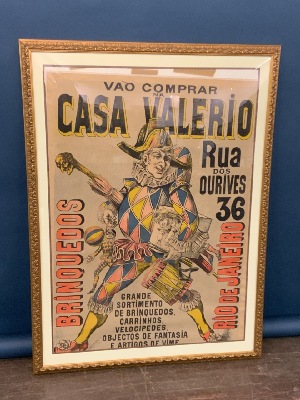 VAO COMPRAR
NA
CASA VALERIO
Rua
DOS
OURIVES
36
BRINQUEDOS
RIO DE JANEIRO
GRANDE
SORTIMENTO
DE BRINQUEDOS,
CARRINHOS,
VELOCIPEDES,
OBJECTOS DE FANTASIA
E ARTIGOS DE VIME